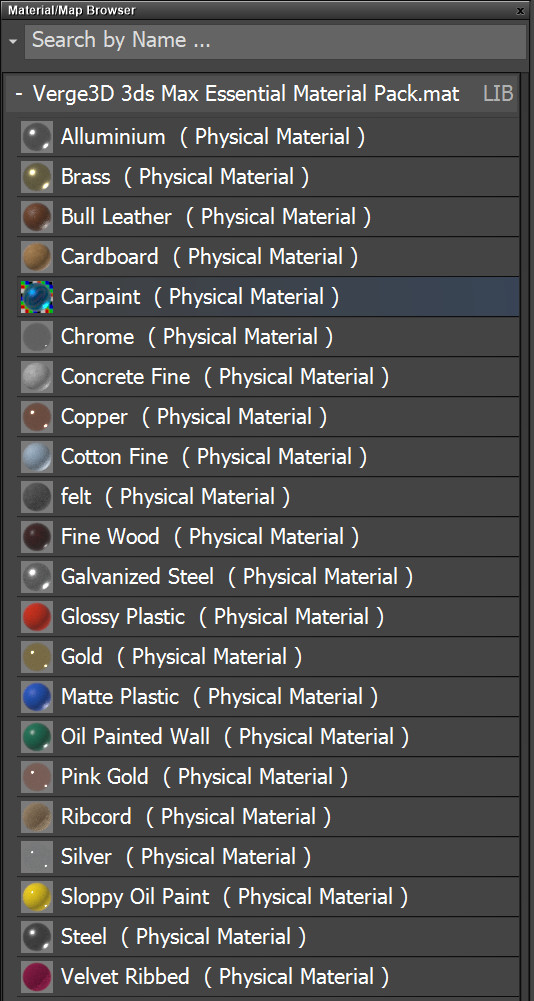 Material/Map Browser x
Search by Name ...
- Verge3D 3ds Max Essential Material Pack.mat LIB
Alluminium ( Physical Material )
Brass ( Physical Material )
Bull Leather ( Physical Material )
Cardboard ( Physical Material )
Carpaint ( Physical Material )
Chrome ( Physical Material )
Concrete Fine ( Physical Material )
Copper ( Physical Material )
Cotton Fine ( Physical Material )
felt ( Physical Material )
Fine Wood ( Physical Material )
Galvanized Steel ( Physical Material )
Glossy Plastic ( Physical Material )
Gold ( Physical Material )
Matte Plastic ( Physical Material )
Oil Painted Wall ( Physical Material )
Pink Gold ( Physical Material )
Ribcord ( Physical Material )
Silver ( Physical Material )
Sloppy Oil Paint ( Physical Material )
Steel ( Physical Material )
Velvet Ribbed ( Physical Material )